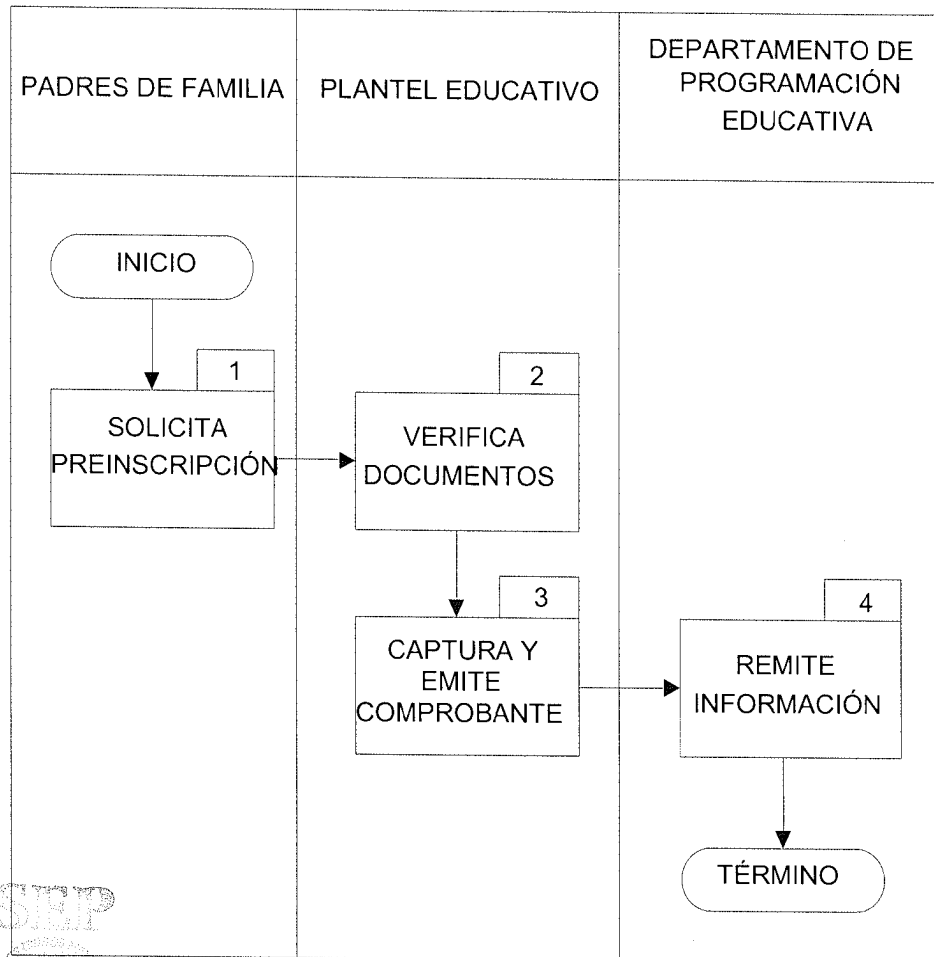 PADRES DE FAMILIA
PLANTEL EDUCATIVO
DEPARTAMENTO DE
PROGRAMACIÓN
EDUCATIVA
INICIO
1
SOLICITA
PREINSCRIPCIÓN
2
VERIFICA
DOCUMENTOS
3
CAPTURA Y
EMITE
COMPROBANTE
4
REMITE
INFORMACIÓN
TÉRMINO
SEP